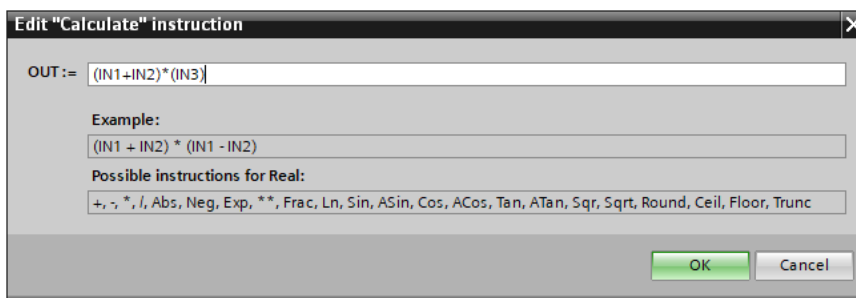 Edit "Calculate" instruction
OUT := (IN1+IN2)*(IN3)
Example:
(IN1 + IN2) * (IN1 - IN2)
Possible instructions for Real:
+, -, *, /, Abs, Neg, Exp, **, Frac, Ln, Sin, ASin, Cos, ACos, Tan, ATan, Sqr, Sqrt, Round, Ceil, Floor, Trunc
OK Cancel